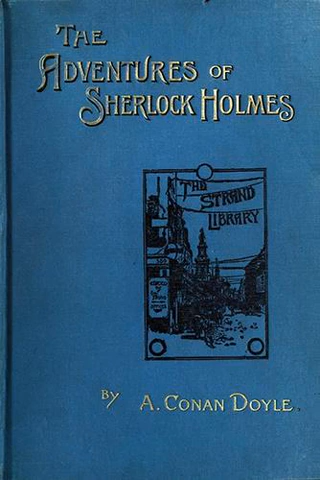 THE
ADVENTURES OF
SHERLOCK HOLMES
THE
STRAND
LIBRARY
BY A. CONAN DOYLE.